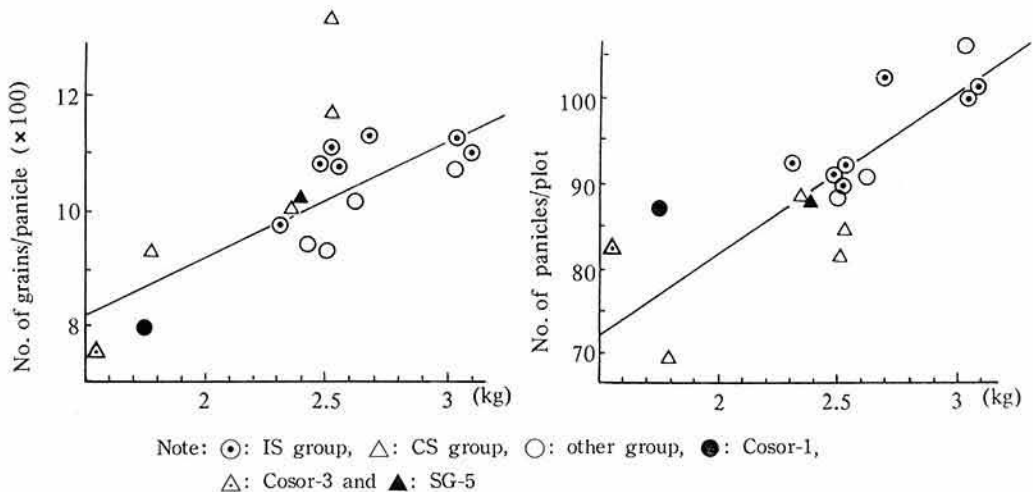 No. of grains/panicle (×100)
12
10
8
2
2.5
3
(kg)
No. of panicles/plot
100
90
80
70
2
2.5
3
(kg)
Note: ⊙: IS group, △: CS group, ○: other group, ●: Cosor-1,
◬: Cosor-3 and ▲: SG-5